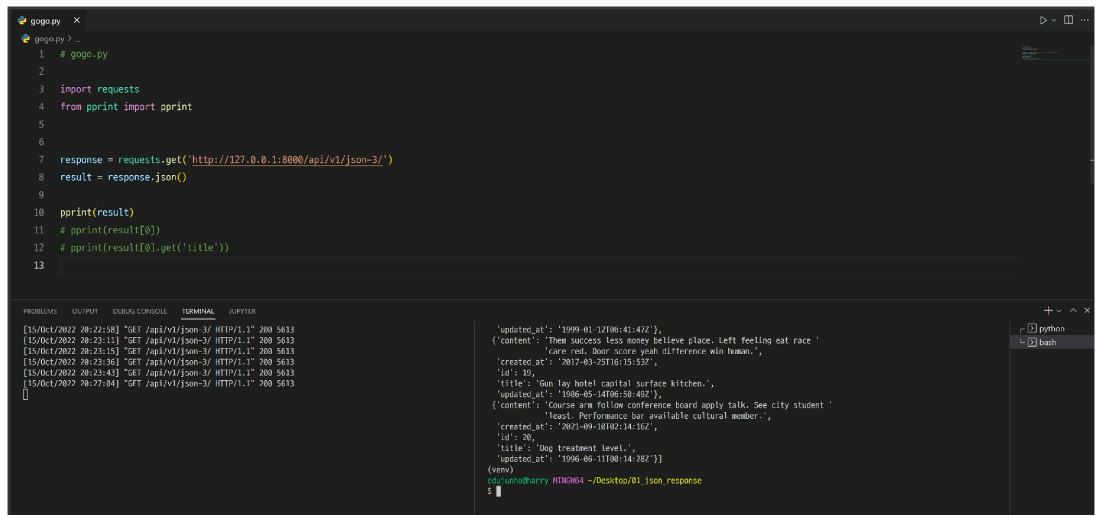 gogo.py
gogo.py > ...
1 # gogo.py
2
3 import requests
4 from pprint import pprint
5
6
7 response = requests.get('http://127.0.0.1:8000/api/v1/json-3/')
8 result = response.json()
9
10 pprint(result)
11 # pprint(result[0])
12 # pprint(result[0].get('title'))
13
PROBLEMS OUTPUT DEBUG CONSOLE TERMINAL JUPYTER
[15/Oct/2022 20:22:58] "GET /api/v1/json-3/ HTTP/1.1" 200 5613
[15/Oct/2022 20:23:11] "GET /api/v1/json-3/ HTTP/1.1" 200 5613
[15/Oct/2022 20:23:15] "GET /api/v1/json-3/ HTTP/1.1" 200 5613
[15/Oct/2022 20:23:36] "GET /api/v1/json-3/ HTTP/1.1" 200 5613
[15/Oct/2022 20:23:43] "GET /api/v1/json-3/ HTTP/1.1" 200 5613
[15/Oct/2022 20:27:04] "GET /api/v1/json-3/ HTTP/1.1" 200 5613
'updated_at': '1999-01-12T06:41:47Z'},
{'content': 'Them success less money believe place. Left feeling eat race '
'care red. Door score yeah difference win human.',
'created_at': '2017-03-25T16:15:53Z',
'id': 19,
'title': 'Gun lay hotel capital surface kitchen.',
'updated_at': '1986-05-14T06:50:49Z'},
{'content': 'Course arm follow conference board apply talk. See city student '
'least. Performance bar available cultural member.',
'created_at': '2021-09-10T02:14:16Z',
'id': 20,
'title': 'Dog treatment level.',
'updated_at': '1996-06-11T00:14:28Z'}]
(venv)
edujunho@harry MINGW64 ~/Desktop/01_json_response
$
python
bash